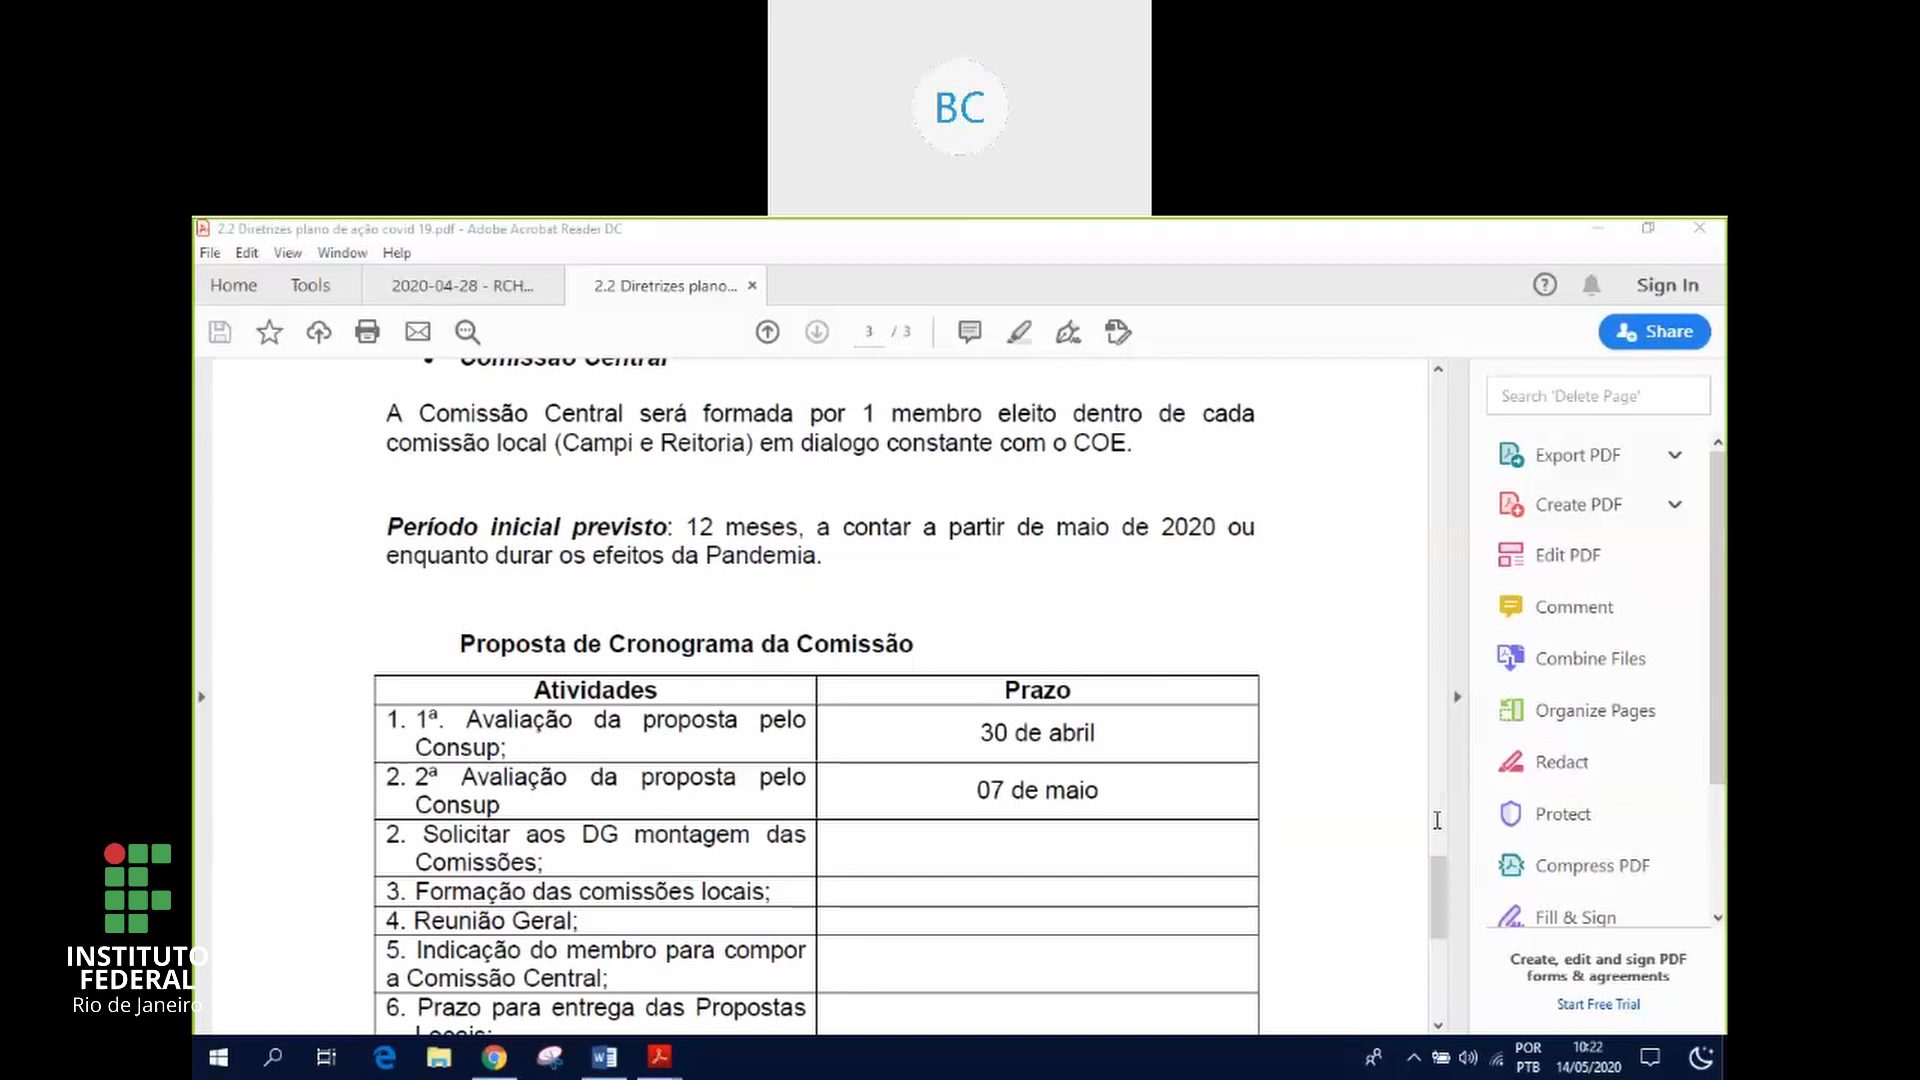 BC
2.2 Diretrizes plano de ação covid 19.pdf - Adobe Acrobat Reader DC
File Edit View Window Help
Home Tools 2020-04-28 - RCH... 2.2 Diretrizes plano... × Sign In
3 / 3 Share
Comissão Central
A Comissão Central será formada por 1 membro eleito dentro de cada
comissão local (Campi e Reitoria) em dialogo constante com o COE.
Período inicial previsto: 12 meses, a contar a partir de maio de 2020 ou
enquanto durar os efeitos da Pandemia.
Proposta de Cronograma da Comissão
Atividades Prazo
1. 1ª. Avaliação da proposta pelo
Consup;
30 de abril
2. 2ª Avaliação da proposta pelo
Consup
07 de maio
2. Solicitar aos DG montagem das
Comissões;
3. Formação das comissões locais;
4. Reunião Geral;
5. Indicação do membro para compor
a Comissão Central;
6. Prazo para entrega das Propostas
Locais;
Search 'Delete Page'
Export PDF
Create PDF
Edit PDF
Comment
Combine Files
Organize Pages
Redact
Protect
Compress PDF
Fill & Sign
Create, edit and sign PDF
forms & agreements
Start Free Trial
INSTITUTO
FEDERAL
Rio de Janeiro
POR
PTB
10:22
14/05/2020